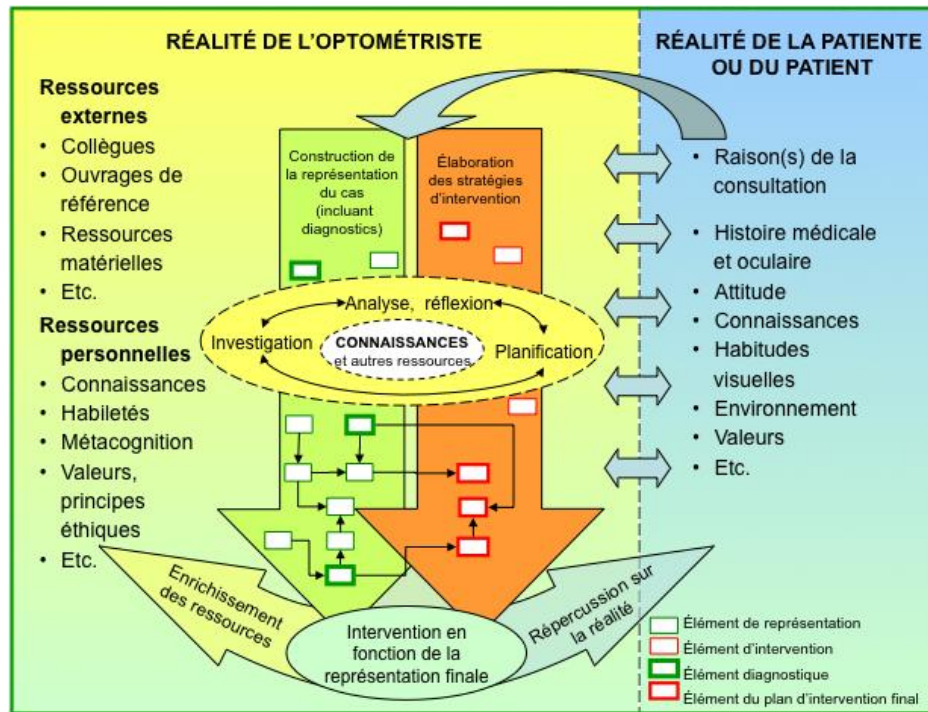 RÉALITÉ DE L'OPTOMÉTRISTE
RÉALITÉ DE LA PATIENTE
OU DU PATIENT
Ressources
externes
• Collègues
• Ouvrages de
référence
• Ressources
matérielles
• Etc.
Ressources
personnelles
• Connaissances
• Habiletés
• Métacognition
• Valeurs,
principes
éthiques
• Etc.
Construction de
la représentation
du cas
(incluant
diagnostics)
Élaboration
des stratégies
d'intervention
Analyse, réflexion
Investigation
CONNAISSANCES
et autres ressources
Planification
Enrichissement
des ressources
Intervention en
fonction de la
représentation finale
Répercussion sur
la réalité
• Raison(s) de la
consultation
• Histoire médicale
et oculaire
• Attitude
• Connaissances
• Habitudes
visuelles
• Environnement
• Valeurs
• Etc.
Élément de représentation
Élément d'intervention
Élément diagnostique
Élément du plan d'intervention final